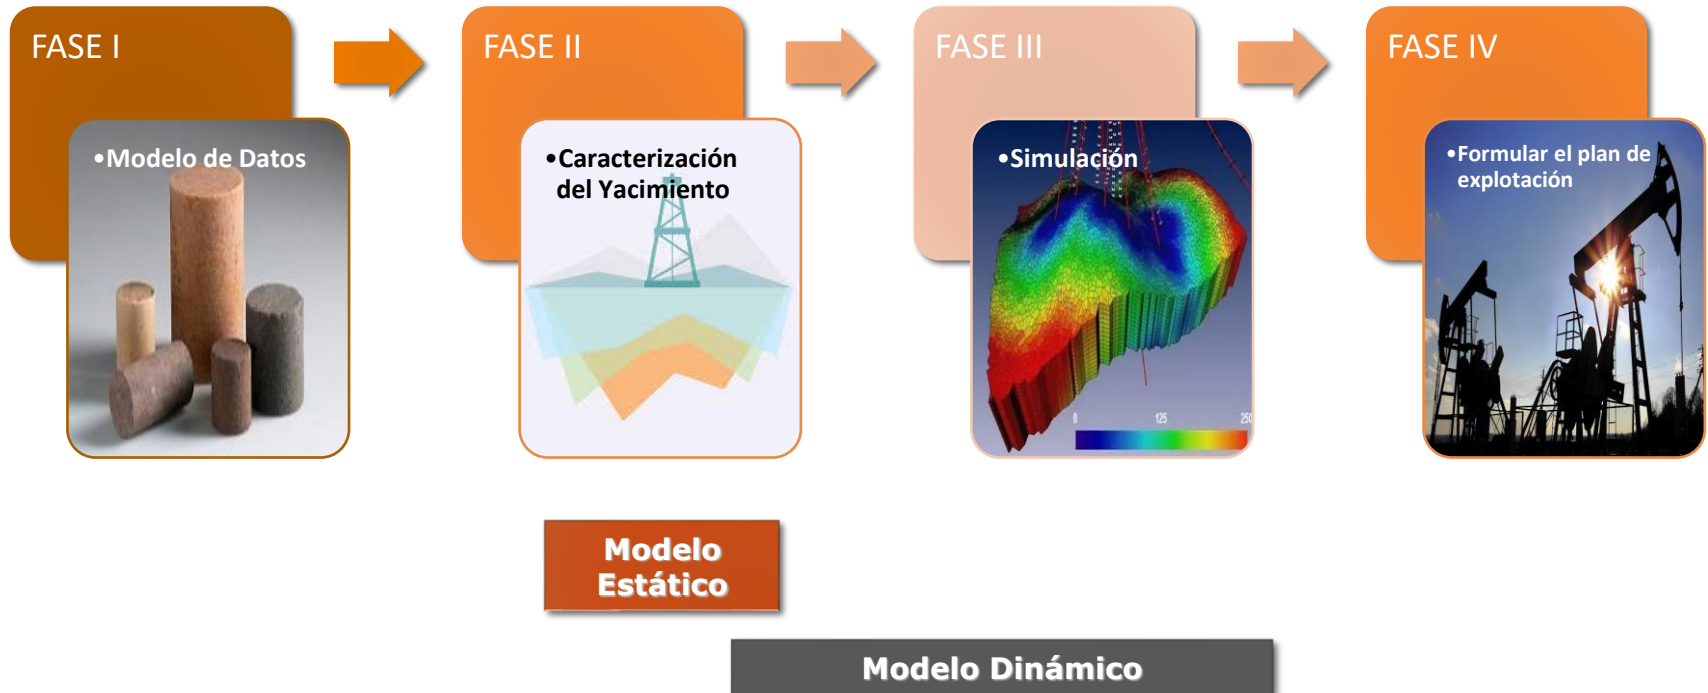 FASE I
FASE II
FASE III
FASE IV
•Modelo de Datos
•Caracterización
del Yacimiento
•Simulación
•Formular el plan de
explotación
0
125
250
Modelo
Estático
Modelo Dinámico